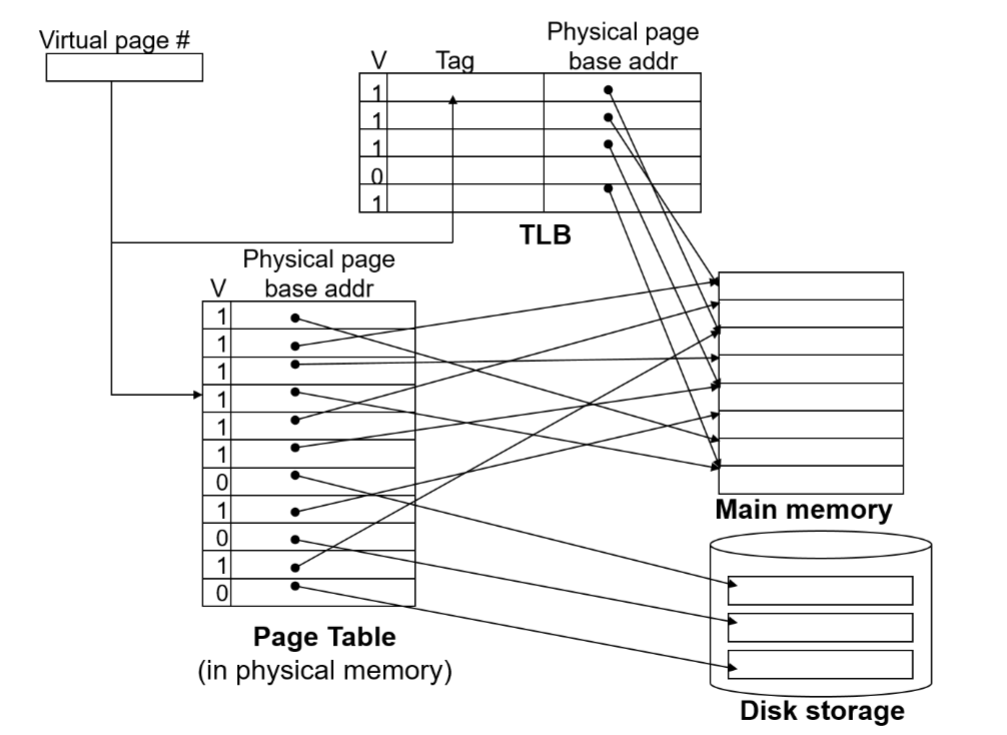 Virtual page #
Physical page
base addr
V
Tag
1
1
1
0
1
TLB
Physical page
base addr
V
1
1
1
1
1
1
0
1
0
1
0
Page Table
(in physical memory)
Main memory
Disk storage